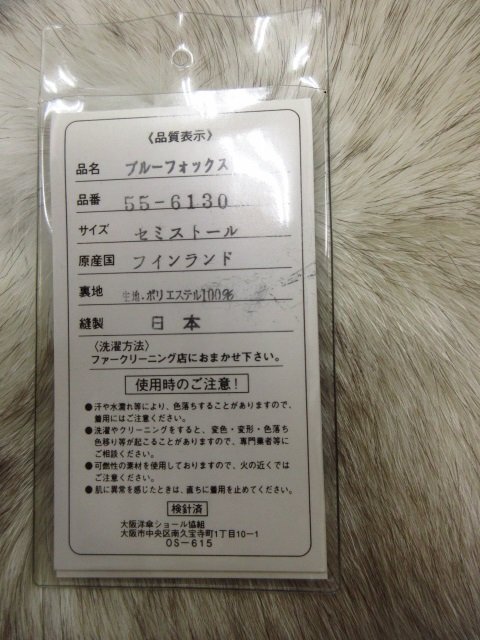 〈品質表示〉
品名 ブルーフォックス
品番 55-6130
サイズ セミストール
原産国 フインランド
裏地 生地・ポリエステル100%
縫製 日本
〈洗濯方法〉
ファークリーニング店におまかせ下さい。
使用時のご注意!
●汗や水濡れ等により、色落ちすることがありますので、
着用にはご注意ください。
●洗濯やクリーニングをすると、変色・変形・色落ち
色移り等が起こることがありますので、専門業者等に
ご相談ください。
●可燃性の素材を使用しておりますので、火の近くでは
ご注意ください。
●肌に異常を感じたときは、直ちに着用を止めてください。
検針済
大阪洋傘ショール協組
大阪市中央区南久宝寺町1丁目10-1
OS-615